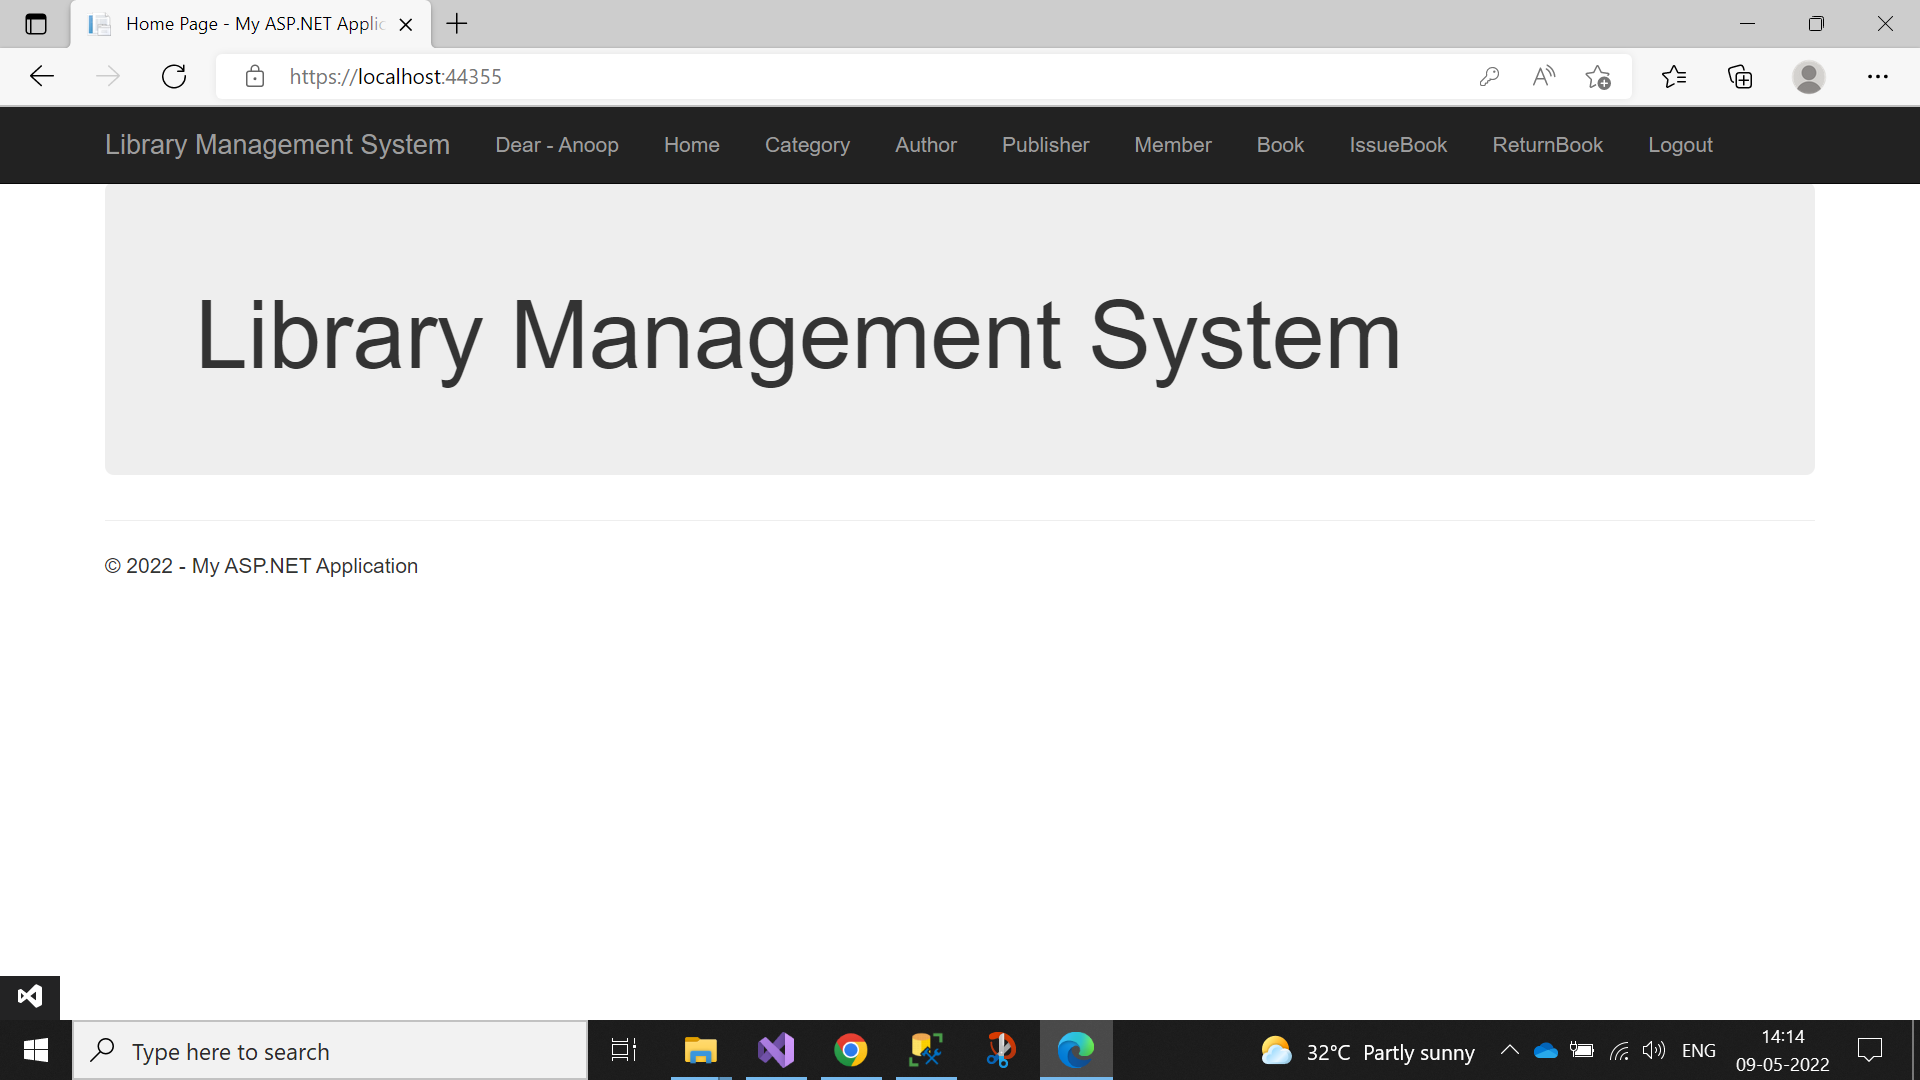 Home Page - My ASP.NET Applic
https://localhost:44355
Library Management System Dear - Anoop Home Category Author Publisher Member Book IssueBook ReturnBook Logout
Library Management System
© 2022 - My ASP.NET Application
Type here to search
32°C Partly sunny
ENG
14:14
09-05-2022